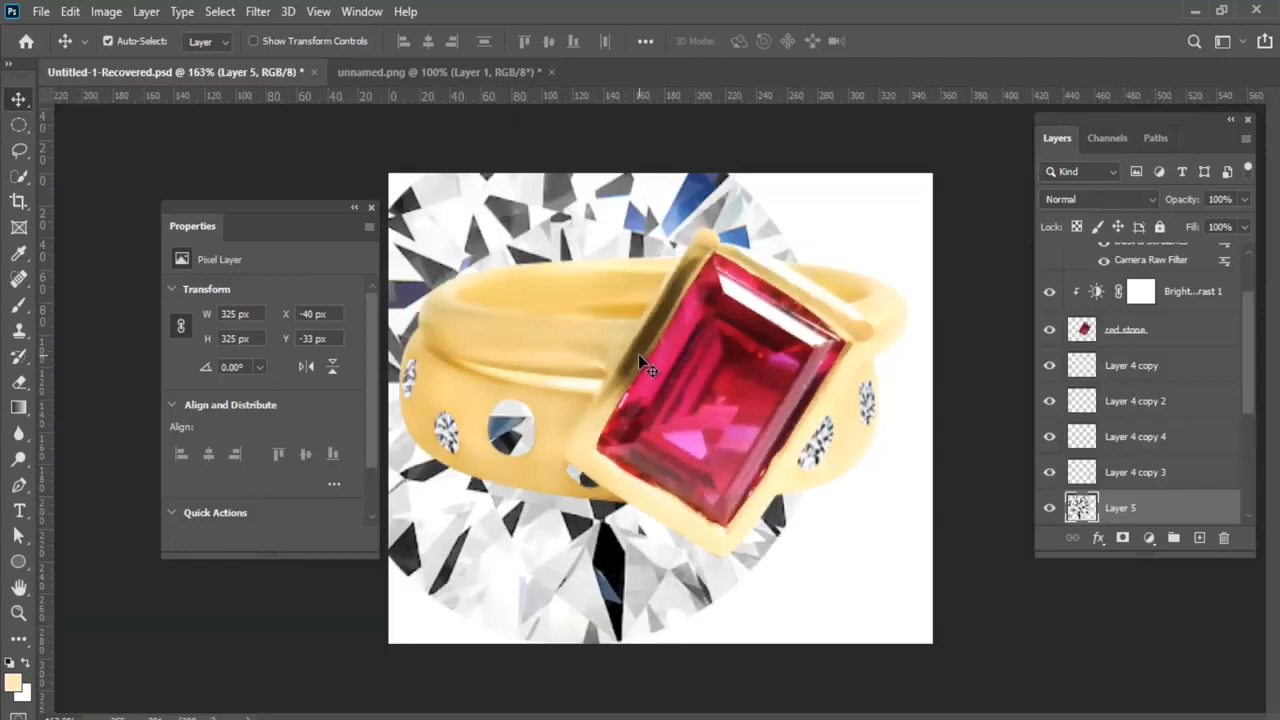 Ps File Edit Image Layer Type Select Filter 3D View Window Help
Auto-Select: Layer Show Transform Controls 3D Mode:
Untitled-1-Recovered.psd @ 163% (Layer 5, RGB/8) * × unnamed.png @ 100% (Layer 1, RGB/8*) * ×
220 200 180 160 140 120 100 80 60 40 20 0 20 40 60 80 100 120 140 160 180 200 220 240 260 280 300 320 340 360 380 400 420 440 460 480 500 520 540 560
Properties
Pixel Layer
Transform
W 325 px X -40 px
H 325 px Y -33 px
0.00°
Align and Distribute
Align:
Quick Actions
Layers Channels Paths
Kind
Normal Opacity: 100%
Lock: Fill: 100%
Camera Raw Filter
Bright...rast 1
red stone
Layer 4 copy
Layer 4 copy 2
Layer 4 copy 4
Layer 4 copy 3
Layer 5
fx